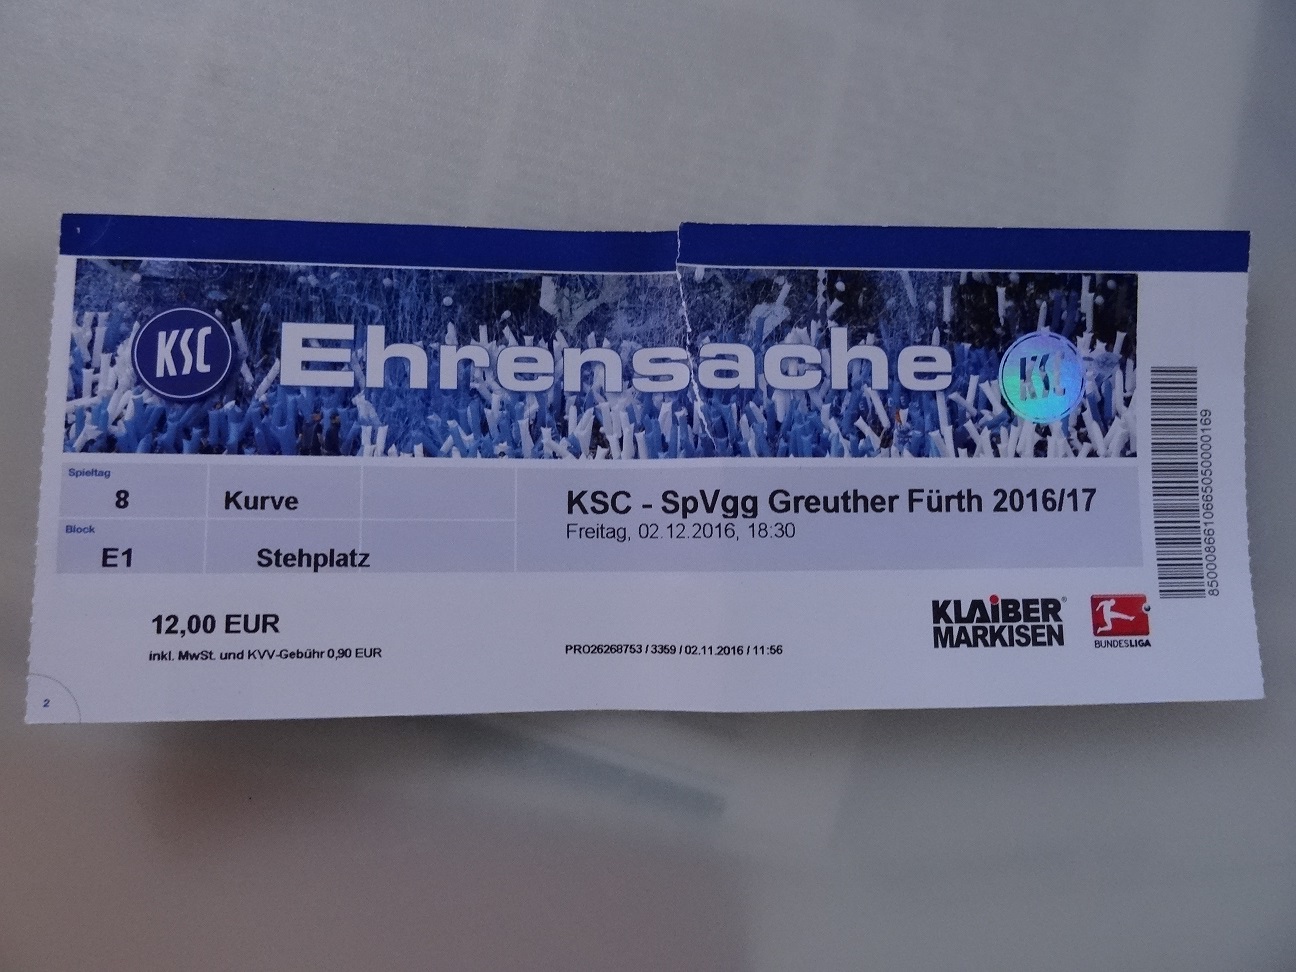 1
KSC
Ehrensache
KSC
Spieltag
8
Kurve
KSC - SpVgg Greuther Fürth 2016/17
Freitag, 02.12.2016, 18:30
Block
E1
Stehplatz
12,00 EUR
inkl. MwSt. und KVV-Gebühr 0,90 EUR
PRO26268753 / 3359 / 02.11.2016 / 11:56
KLAiBER®
MARKISEN
BUNDESLIGA
2
850008661066505000169